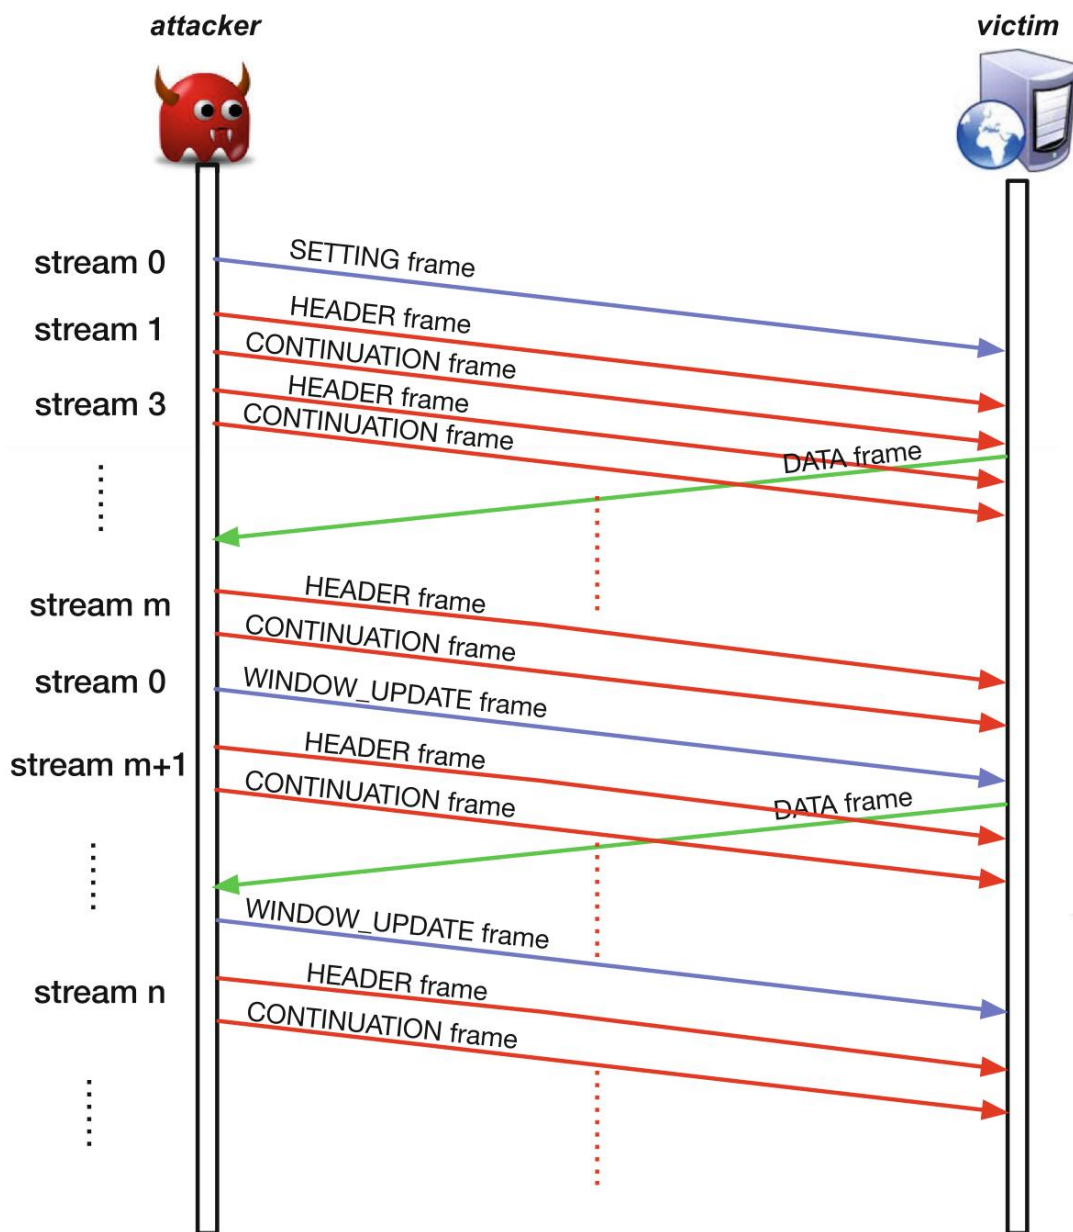 attacker
victim
stream 0
SETTING frame
stream 1
HEADER frame
CONTINUATION frame
stream 3
HEADER frame
CONTINUATION frame
DATA frame
stream m
HEADER frame
CONTINUATION frame
stream 0
WINDOW_UPDATE frame
stream m+1
HEADER frame
CONTINUATION frame
DATA frame
WINDOW_UPDATE frame
stream n
HEADER frame
CONTINUATION frame